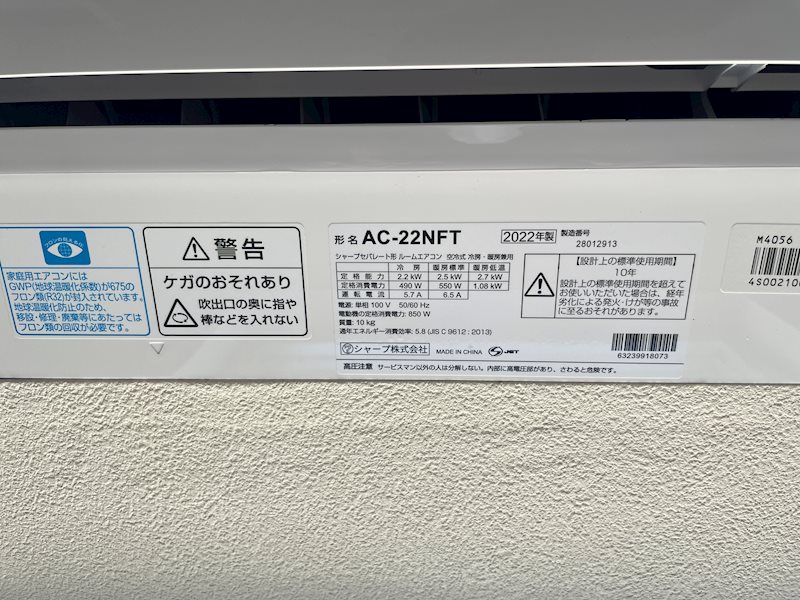 フロンの見える化
家庭用エアコンには
GWP(地球温暖化係数)が675の
フロン類(R32)が封入されています。
地球温暖化防止のため、
移設・修理・廃棄等にあたっては
フロン類の回収が必要です。
警告
ケガのおそれあり
吹出口の奥に指や
棒などを入れない
形名 AC-22NFT 2022年製 製造番号 28012913
シャープセパレート形 ルームエアコン 空冷式 冷房・暖房兼用
冷房 暖房標準 暖房低温
定格能力 2.2 kW 2.5 kW 2.7 kW
定格消費電力 490 W 550 W 1.08 kW
運転電流 5.7 A 6.5 A
電源: 単相 100 V 50/60 Hz
電動機の定格消費電力: 850 W
質量: 10 kg
通年エネルギー消費効率: 5.8 (JIS C 9612 : 2013)
シャープ株式会社 MADE IN CHINA JET
高圧注意 サービスマン以外の人は分解しない。内部に高電圧部があり、さわると危険です。
【設計上の標準使用期間】
10年
設計上の標準使用期間を超えて
お使いいただいた場合は、経年
劣化による発火・けが等の事故
に至るおそれがあります。
63239918073
M4056
4S00210